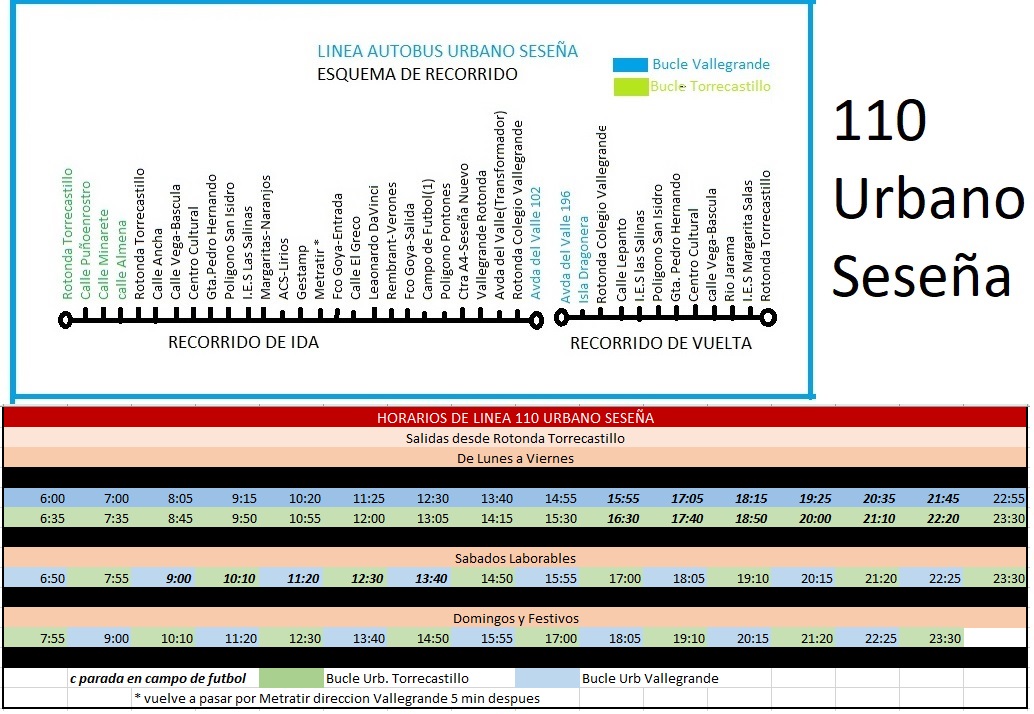 LINEA AUTOBUS URBANO SESEÑA
ESQUEMA DE RECORRIDO
Bucle Vallegrande
Bucle Torrecastillo
110
Urbano
Seseña
Rotonda Torrecastillo
Calle Puñoenrostro
Calle Minarete
calle Almena
Rotonda Torrecastillo
Calle Ancha
Calle Vega-Bascula
Centro Cultural
Gta.Pedro Hernando
Poligono San Isidro
I.E.S Las Salinas
Margaritas-Naranjos
ACS-Lirios
Gestamp
Metratir *
Fco Goya-Entrada
Calle El Greco
Leaonardo DaVinci
Rembrant-Verones
Fco Goya-Salida
Campo de Futbol(1)
Poligono Pontones
Ctra A4-Seseña Nuevo
Vallegrande Rotonda
Avda del Valle(Transformador)
Rotonda Colegio Vallegrande
Avda del Valle 102
Avda del Valle 196
Isla Dragonera
Rotonda Colegio Vallegrande
Calle Lepanto
I.E.S las Salinas
Poligono San Isidro
Gta. Pedro Hernando
Centro Cultural
calle Vega-Bascula
Rio Jarama
I.E.S Margarita Salas
Rotonda Torrecastillo
RECORRIDO DE IDA
RECORRIDO DE VUELTA
HORARIOS DE LINEA 110 URBANO SESEÑA
Salidas desde Rotonda Torrecastillo
De Lunes a Viernes
6:00 7:00 8:05 9:15 10:20 11:25 12:30 13:40 14:55 15:55 17:05 18:15 19:25 20:35 21:45 22:55
6:35 7:35 8:45 9:50 10:55 12:00 13:05 14:15 15:30 16:30 17:40 18:50 20:00 21:10 22:20 23:30
Sabados Laborables
6:50 7:55 9:00 10:10 11:20 12:30 13:40 14:50 15:55 17:00 18:05 19:10 20:15 21:20 22:25 23:30
Domingos y Festivos
7:55 9:00 10:10 11:20 12:30 13:40 14:50 15:55 17:00 18:05 19:10 20:15 21:20 22:25 23:30
c parada en campo de futbol Bucle Urb. Torrecastillo Bucle Urb Vallegrande
* vuelve a pasar por Metratir direccion Vallegrande 5 min despues